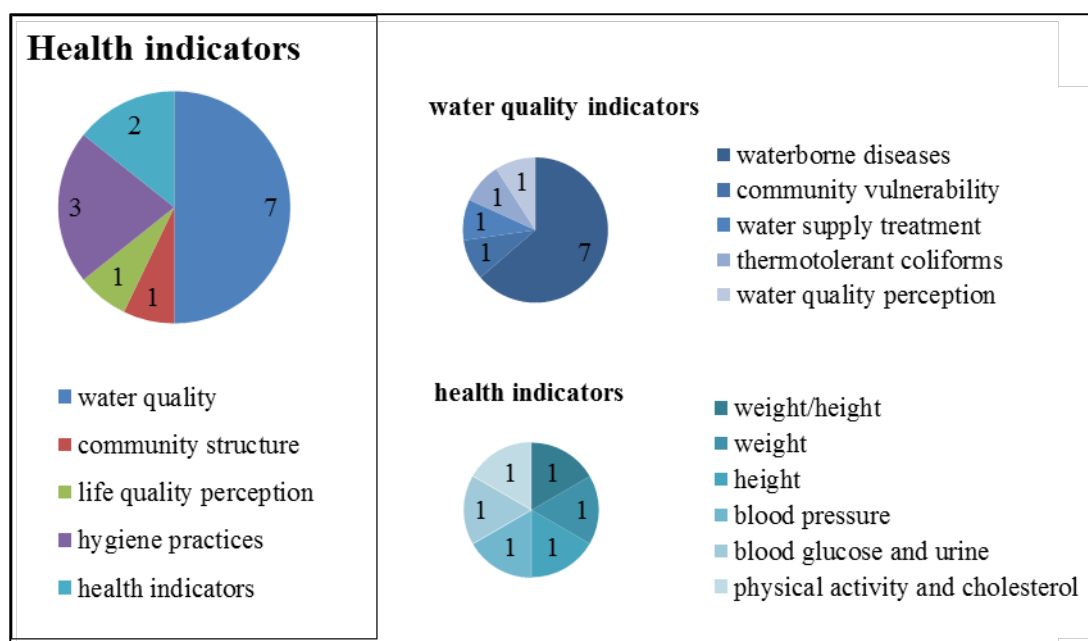 Health indicators
2
7
3
1
1
water quality
community structure
life quality perception
hygiene practices
health indicators
water quality indicators
1
1
1
1
7
waterborne diseases
community vulnerability
water supply treatment
thermotolerant coliforms
water quality perception
health indicators
1
1
1
1
1
1
weight/height
weight
height
blood pressure
blood glucose and urine
physical activity and cholesterol